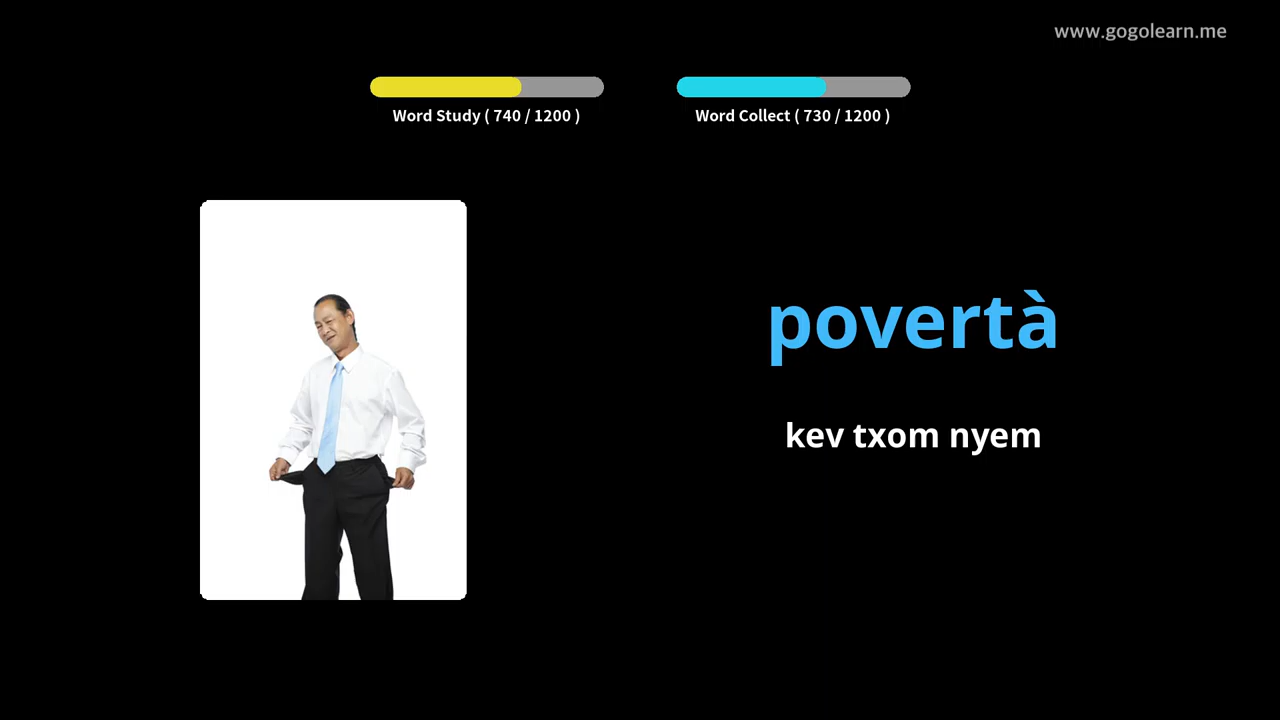 www.gogolearn.me
Word Study ( 740 / 1200 )
Word Collect ( 730 / 1200 )
povertà
kev txom nyem